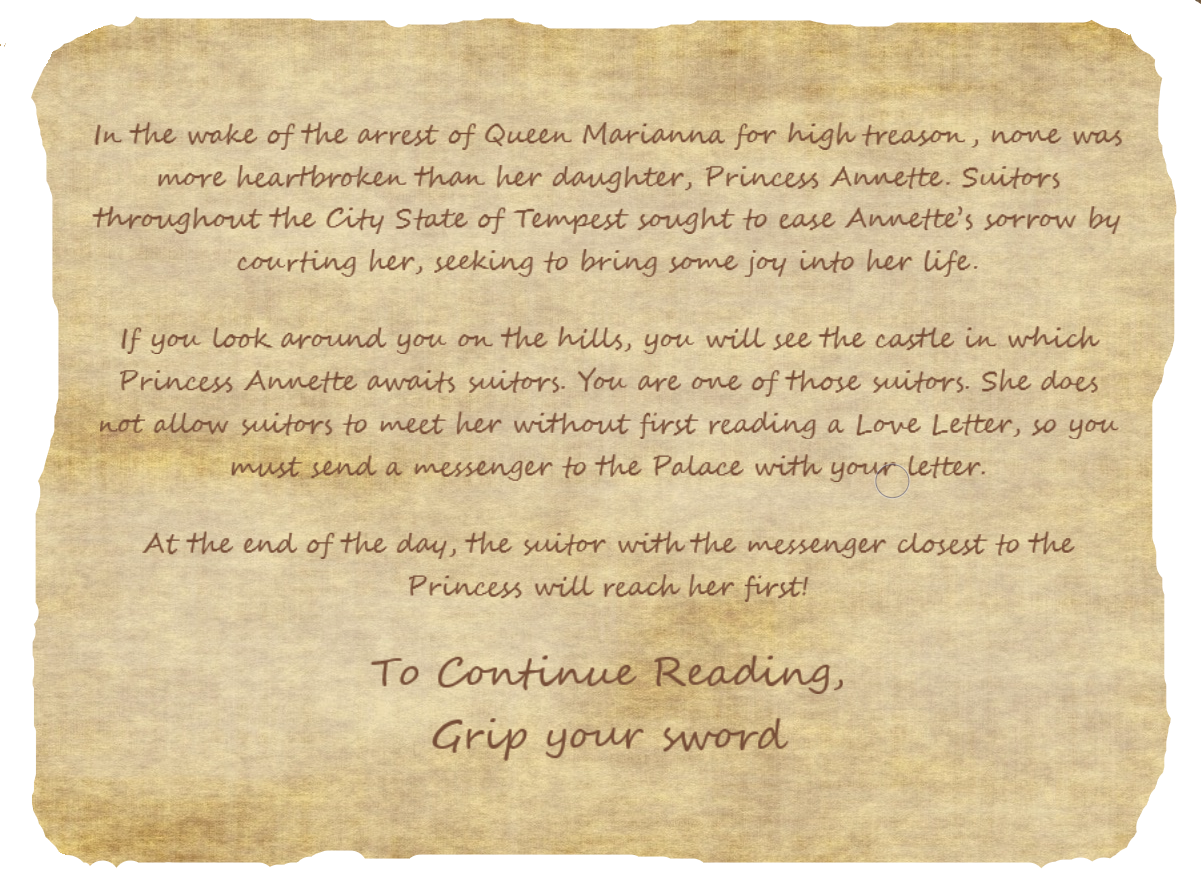 In the wake of the arrest of Queen Marianna for high treason, none was
more heartbroken than her daughter, Princess Annette. Suitors
throughout the City State of Tempest sought to ease Annette's sorrow by
courting her, seeking to bring some joy into her life.
If you look around you on the hills, you will see the castle in which
Princess Annette awaits suitors. You are one of those suitors. She does
not allow suitors to meet her without first reading a Love Letter, so you
must send a messenger to the Palace with your letter.
At the end of the day, the suitor with the messenger closest to the
Princess will reach her first!
To Continue Reading,
Grip your sword